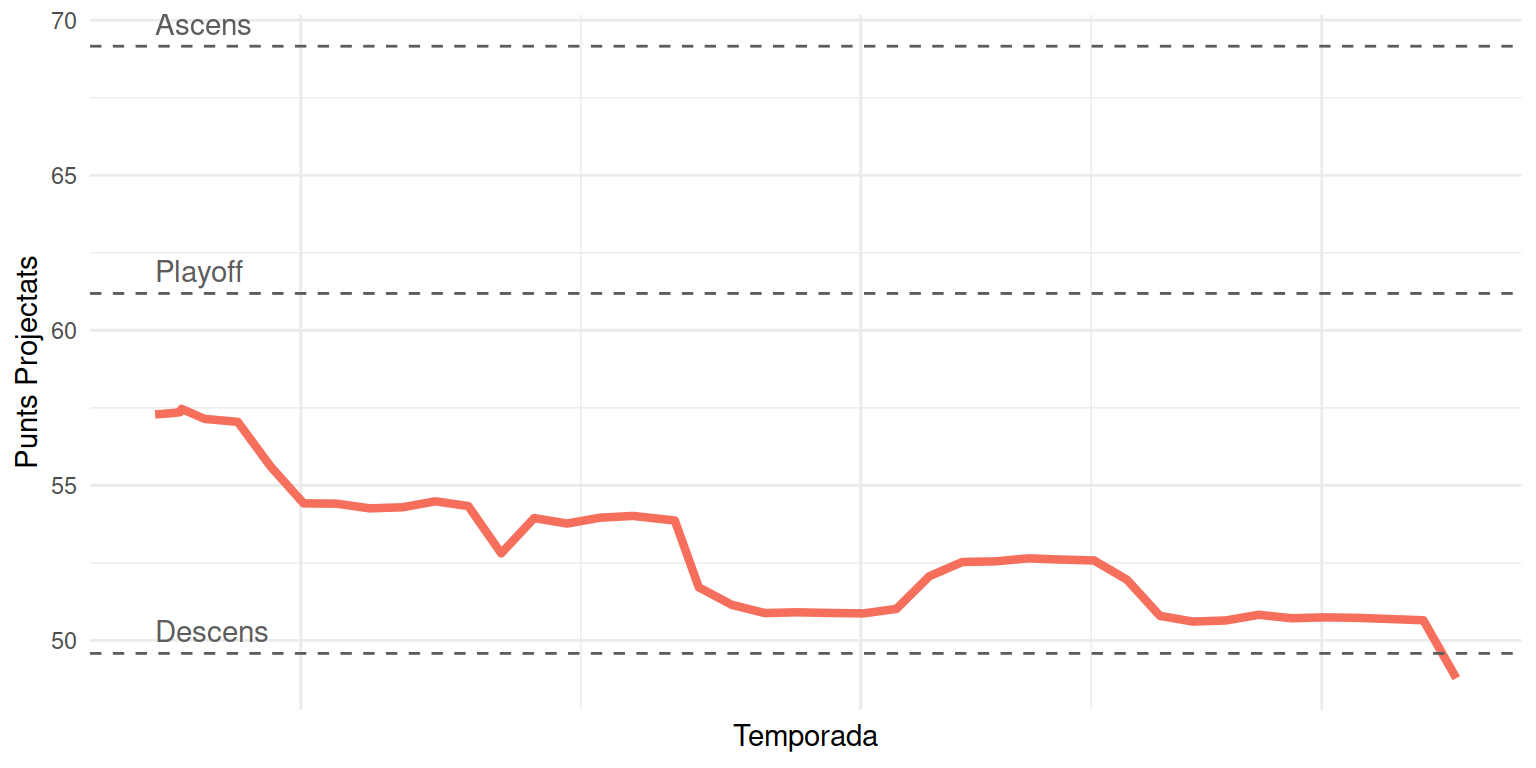 70
Ascens
65
Playoff
60
Punts Projectats
55
Descens
50
Temporada